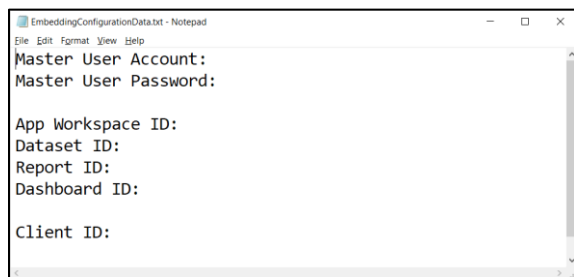 EmbeddingConfigurationData.txt - Notepad
File Edit Format View Help
Master User Account:
Master User Password:
App Workspace ID:
Dataset ID:
Report ID:
Dashboard ID:
Client ID: